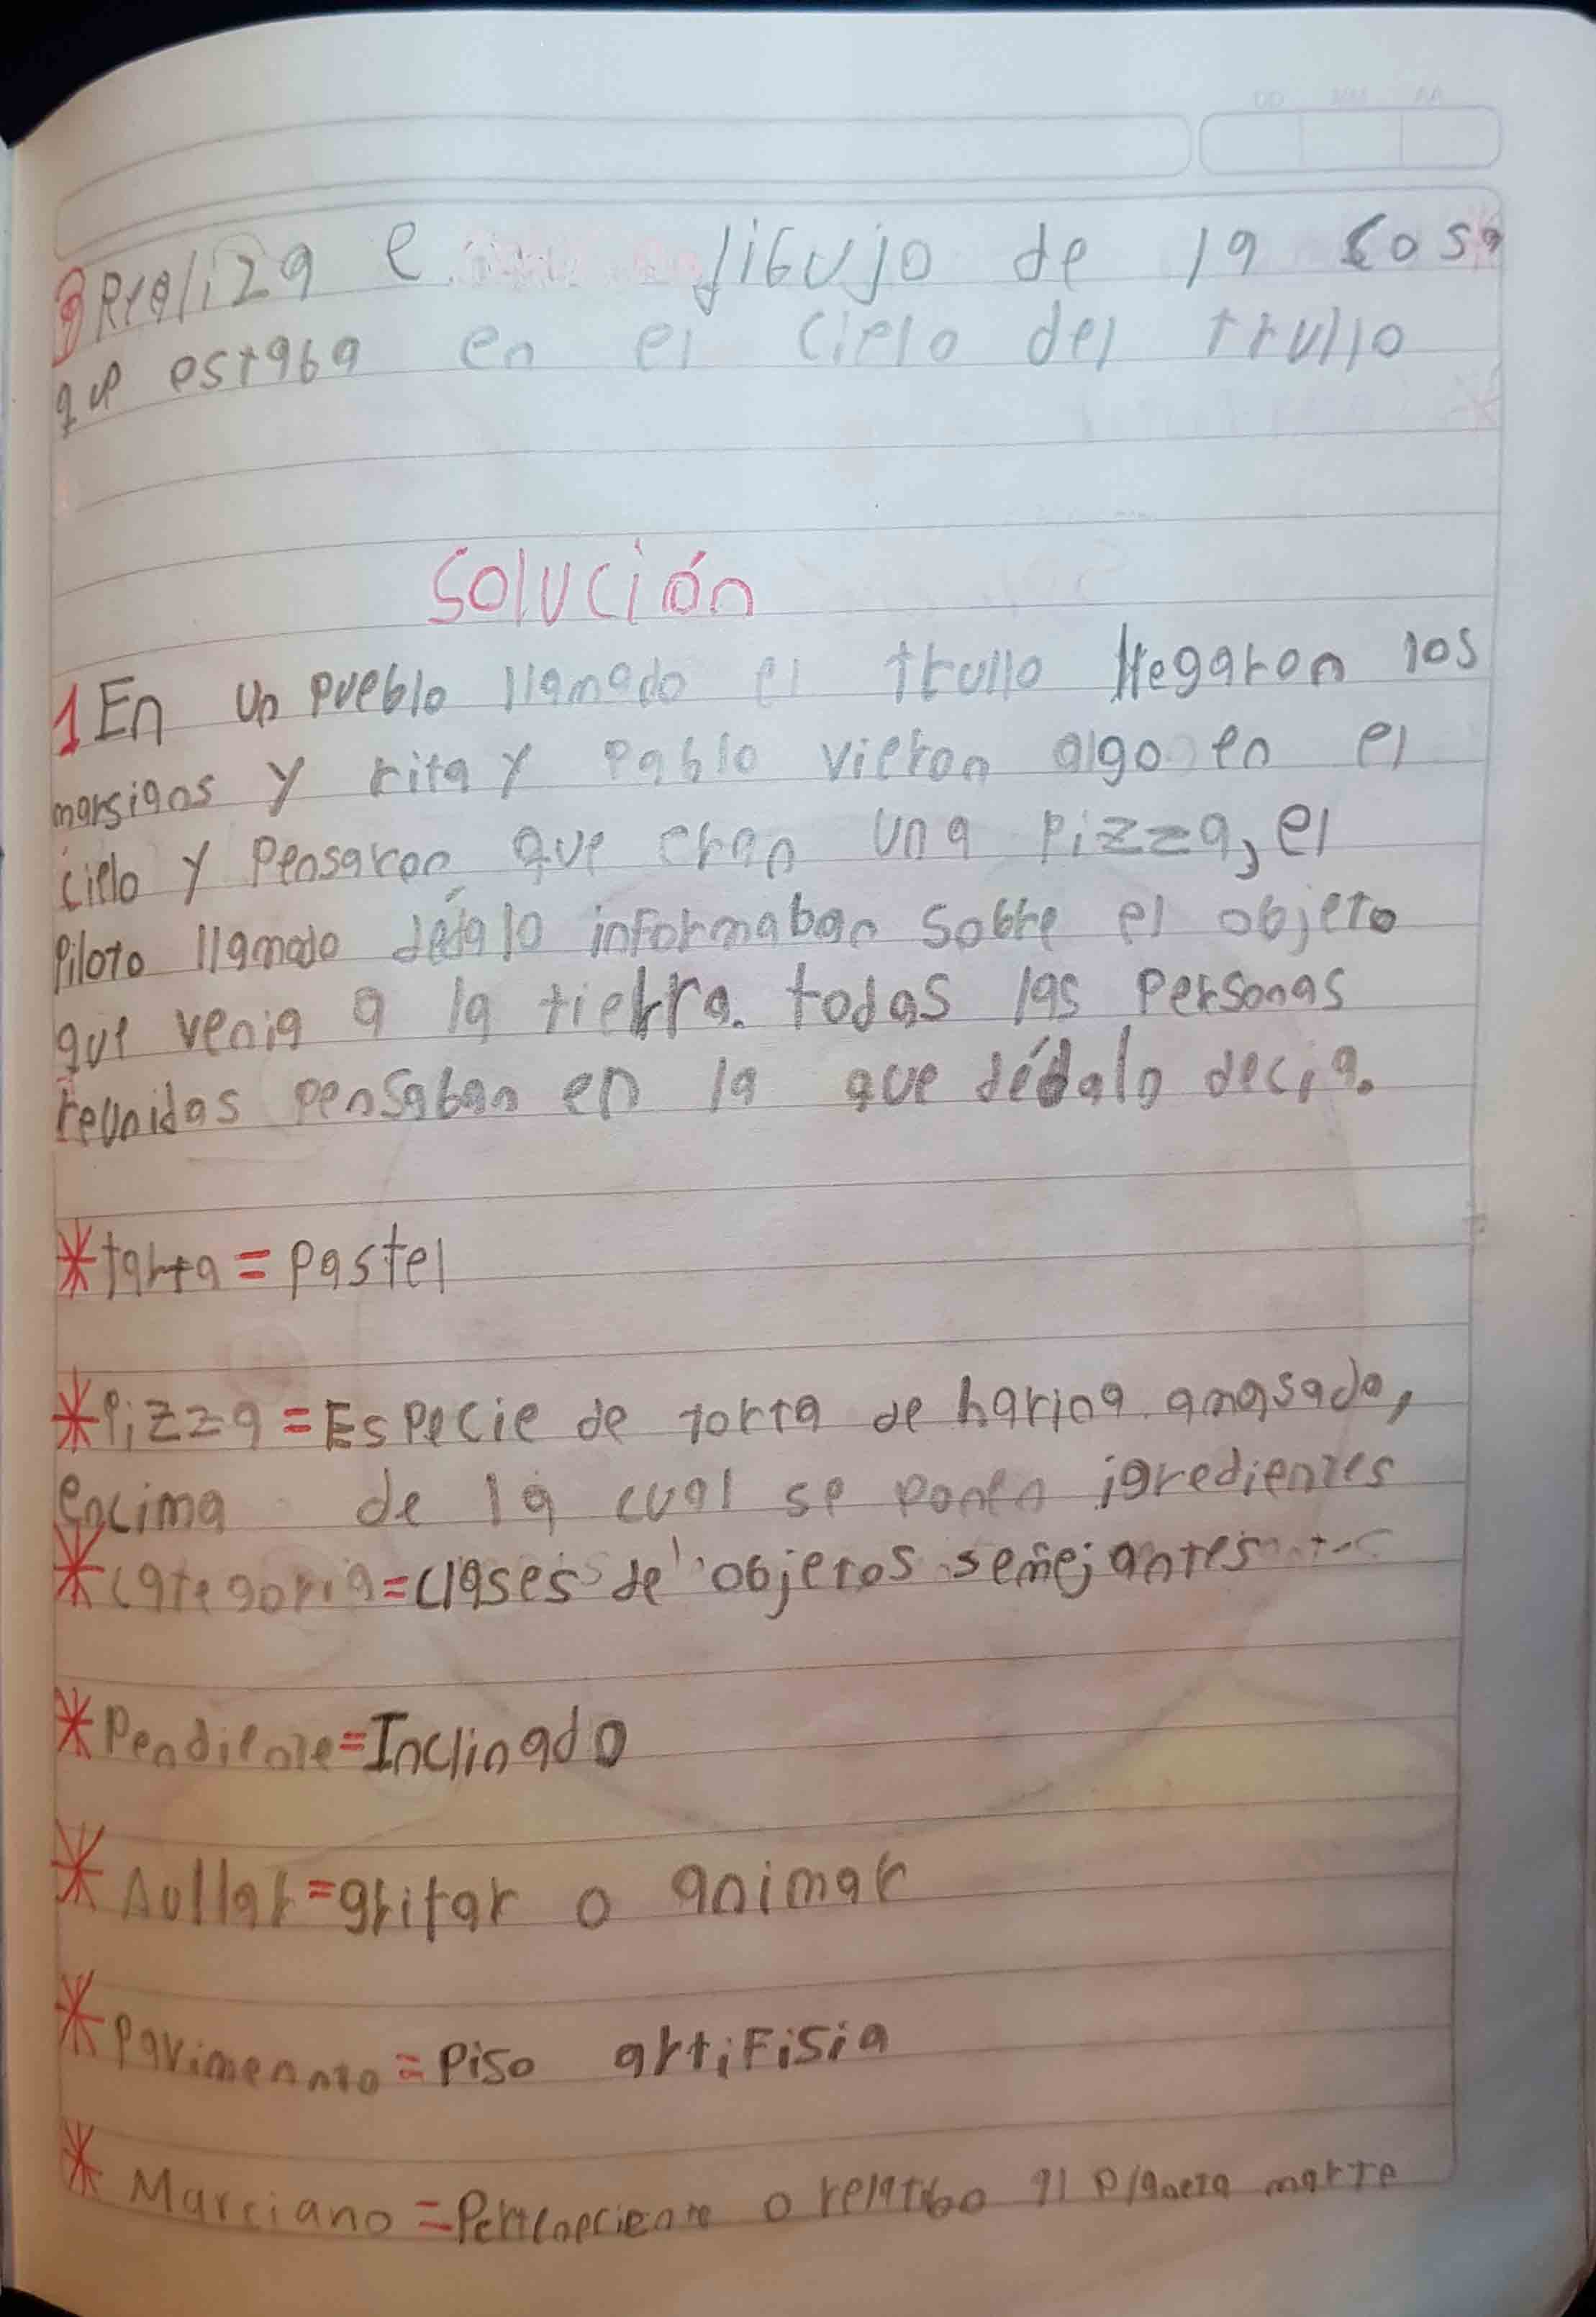 3 Realiza e dibujo de la cosa
que estaba en el cielo del trullo
Solución
1 En un pueblo llamado el trullo llegaron los
marsianos y rita y Pablo vieron algo en el
cielo y Pensaron que eran una pizza, el
Piloto llamado dédalo informaban sobre el objeto
que venia a la tierra. todas las personas
reunidas pensaban en la que dédalo decia.
*tarta = pastel
*Pizza = Especie de torta de harina amasada,
encima de la cual se ponen igredientes
*categoria = clases de objetos semejantes
*Pendiente = Inclinado
*Aullar = gritar o animar
*Pavimennto = Piso artifisia
*Marciano = Perteneciente o relatibo al planeta marte